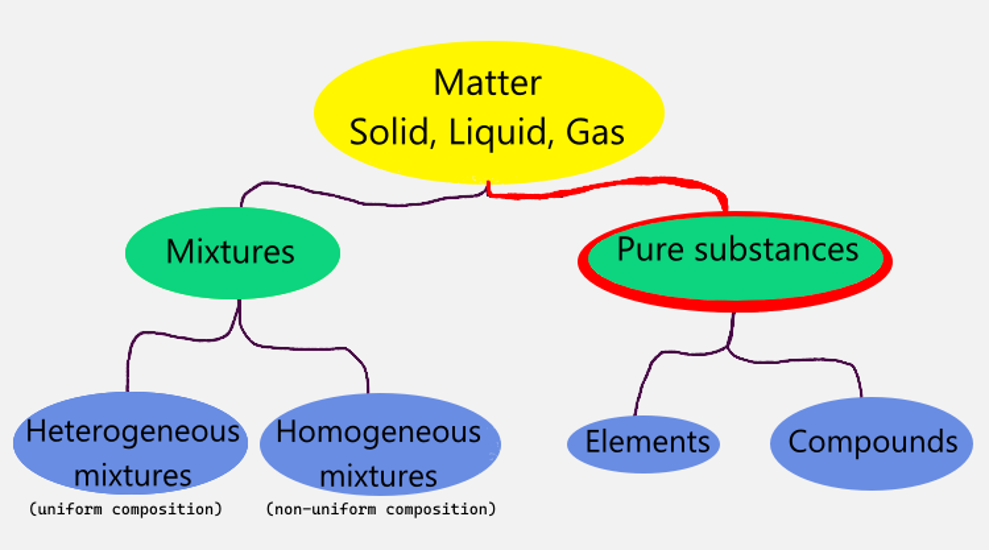 Matter
Solid, Liquid, Gas
Mixtures
Pure substances
Heterogeneous
mixtures
(uniform composition)
Homogeneous
mixtures
(non-uniform composition)
Elements
Compounds